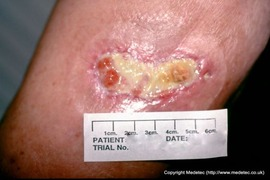 1cm. 2cm. 3cm. 4cm. 5cm. 6cm.
PATIENT DATE:
TRIAL No.
Copyright Medetec (http://www.medetec.co.uk)